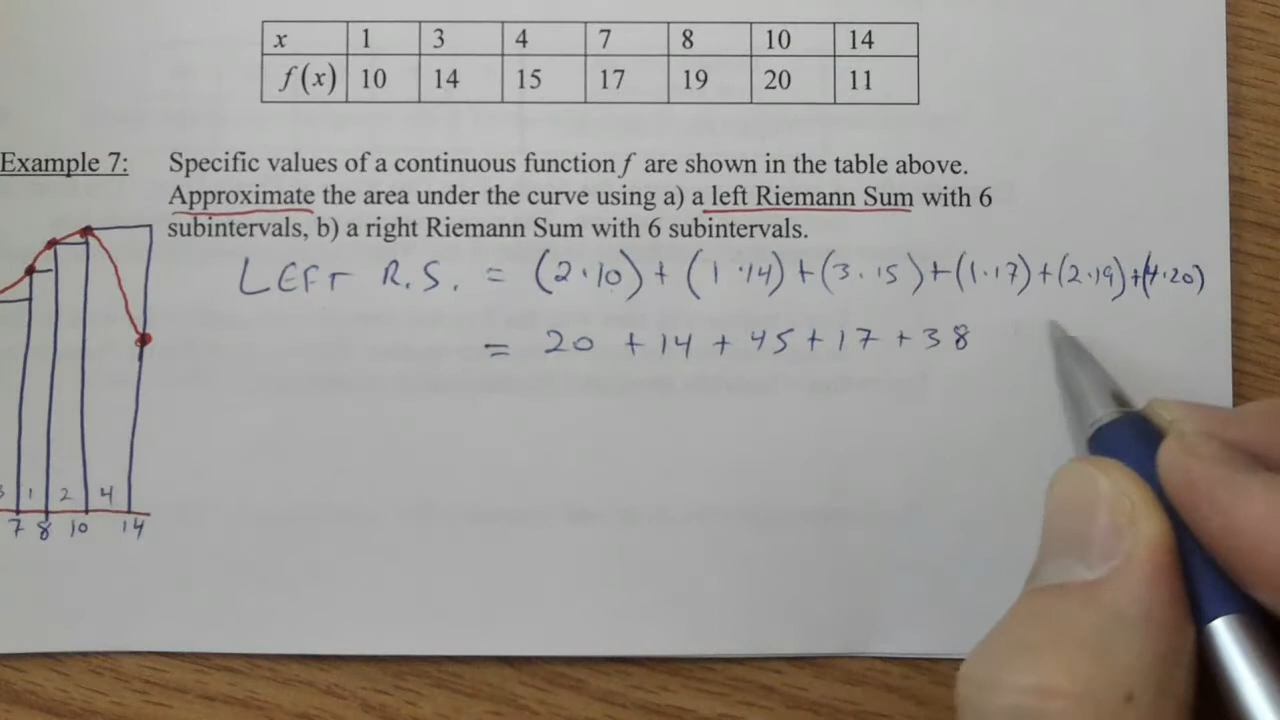 x 1 3 4 7 8 10 14
f(x) 10 14 15 17 19 20 11
Example 7: Specific values of a continuous function f are shown in the table above.
Approximate the area under the curve using a) a left Riemann Sum with 6
subintervals, b) a right Riemann Sum with 6 subintervals.
LEFT R.S. = (2·10) + (1·14) + (3·15) + (1·17) + (2·19) + (4·20)
= 20 + 14 + 45 + 17 + 38
3 1 2 4
7 8 10 14